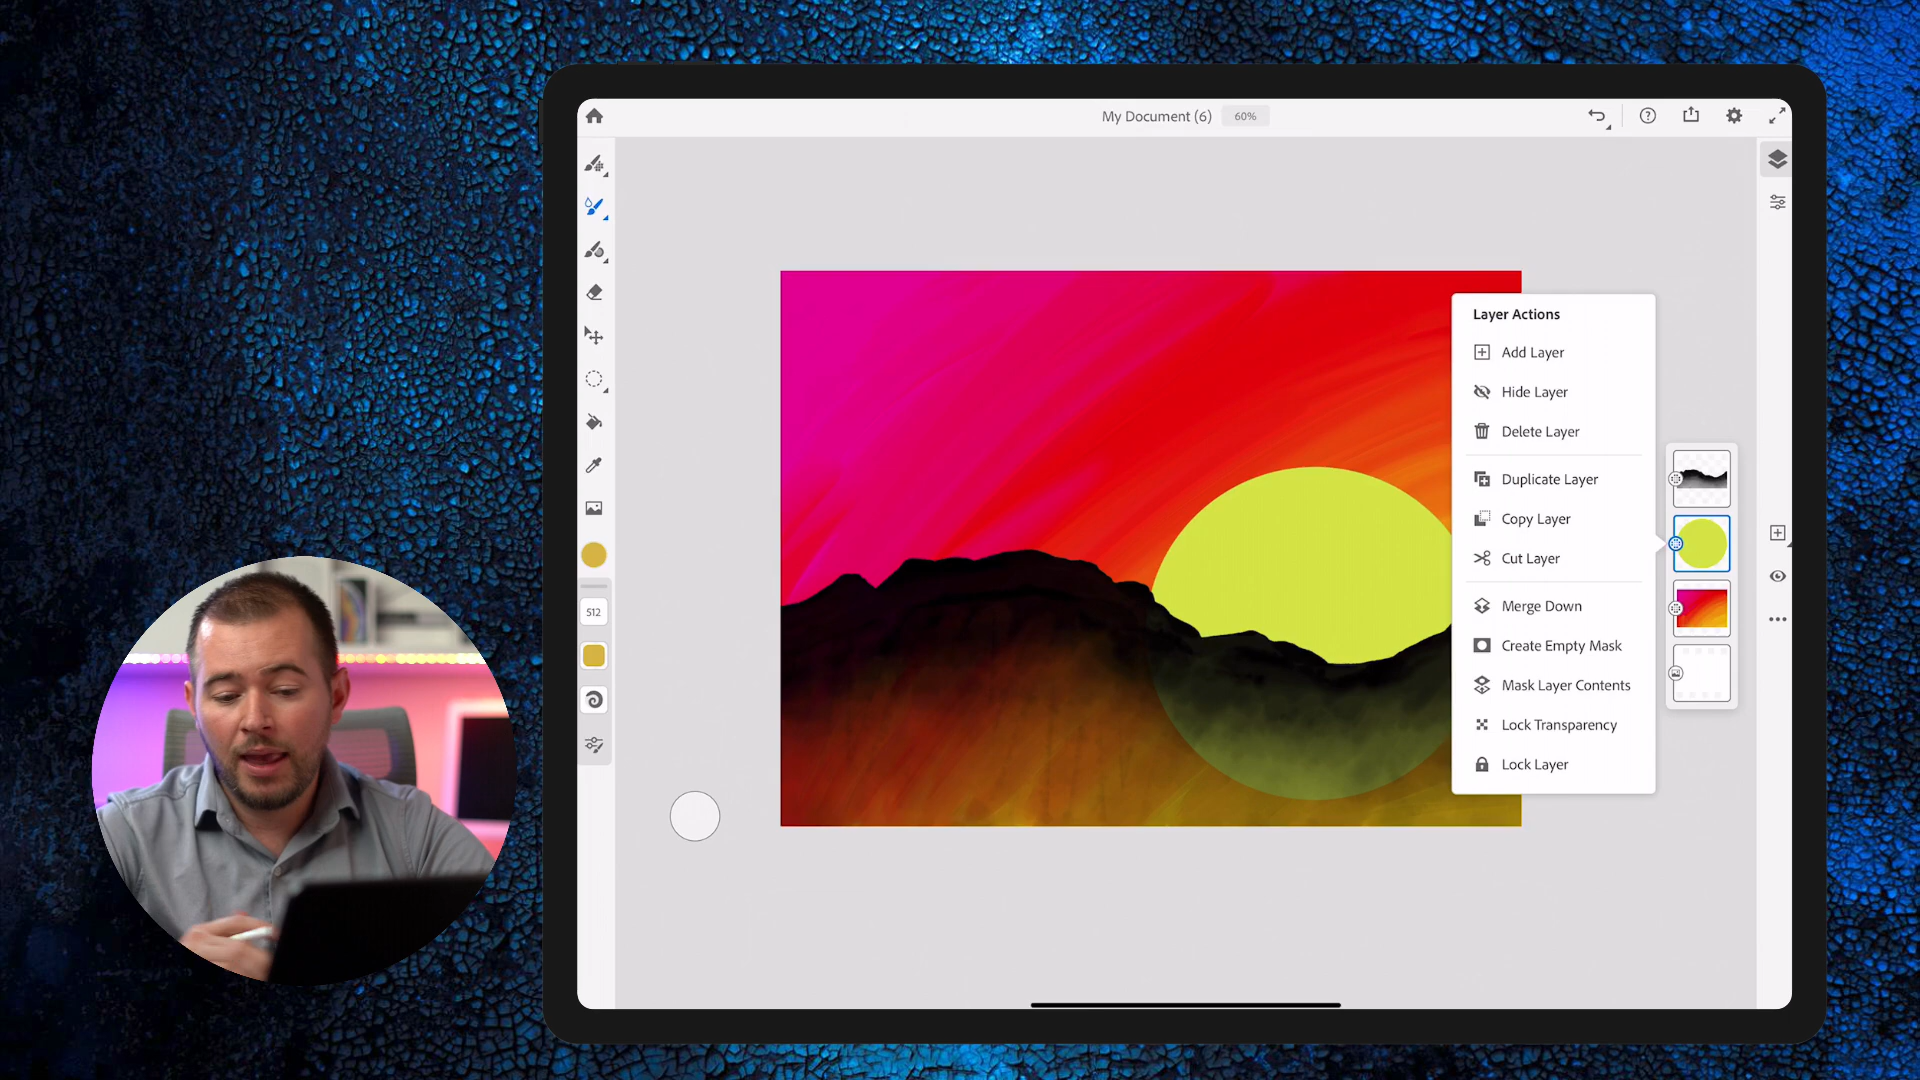 My Document (6)
60%
512
Layer Actions
Add Layer
Hide Layer
Delete Layer
Duplicate Layer
Copy Layer
Cut Layer
Merge Down
Create Empty Mask
Mask Layer Contents
Lock Transparency
Lock Layer